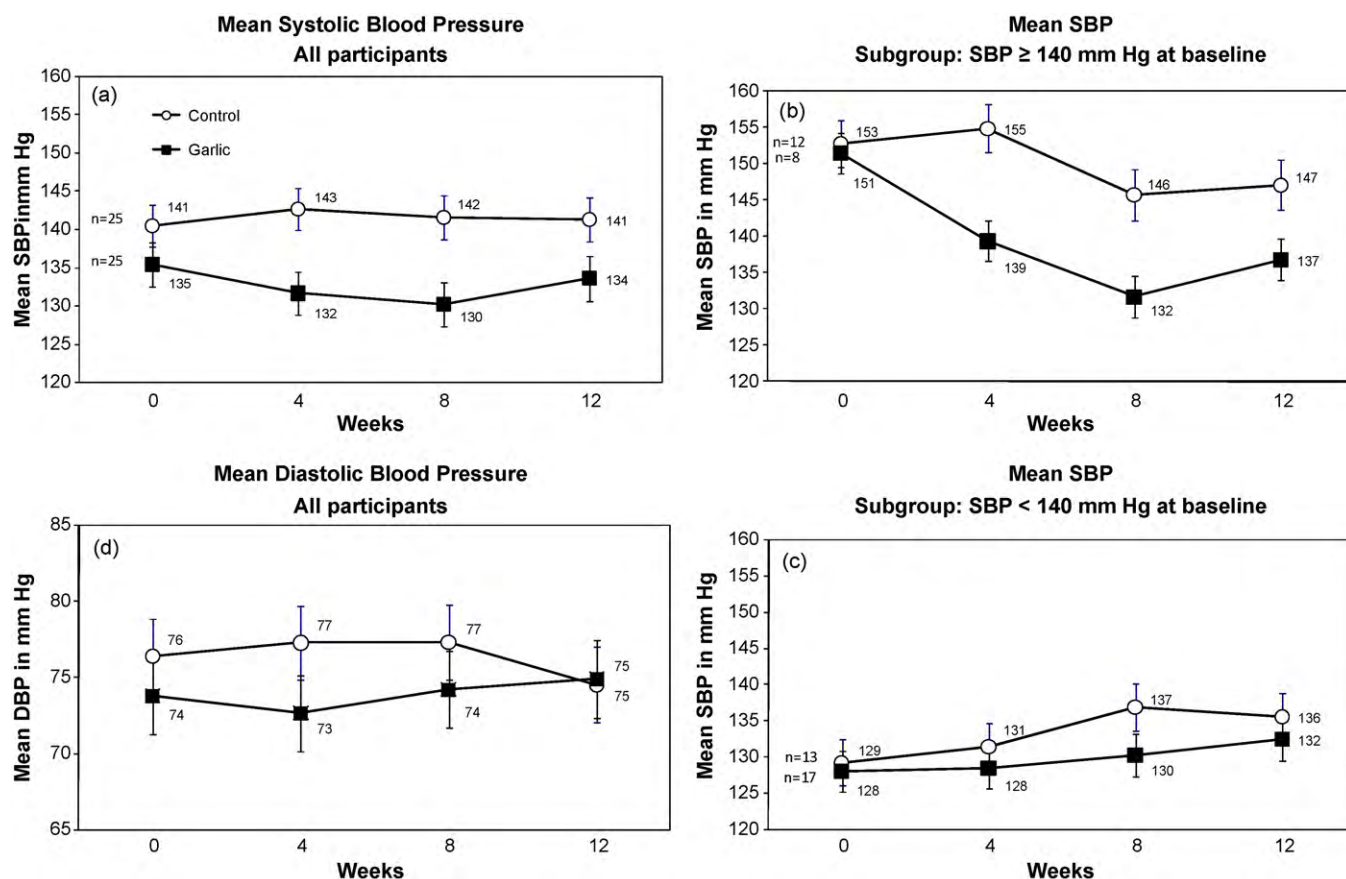 Mean Systolic Blood Pressure
All participants
Mean SBPinmm Hg
160
155
150
145
140
135
130
125
120
(a)
Control
Garlic
n=25
n=25
141
143
142
141
135
132
130
134
0
4
8
12
Weeks
Mean SBP
Subgroup: SBP ≥ 140 mm Hg at baseline
Mean SBP in mm Hg
160
155
150
145
140
135
130
125
120
(b)
n=12
n=8
153
155
146
147
151
139
132
137
0
4
8
12
Weeks
Mean Diastolic Blood Pressure
All participants
Mean DBP in mm Hg
85
80
75
70
65
(d)
76
77
77
75
74
73
74
75
0
4
8
12
Weeks
Mean SBP
Subgroup: SBP < 140 mm Hg at baseline
Mean SBP in mm Hg
160
155
150
145
140
135
130
125
120
(c)
n=13
n=17
129
131
137
136
128
128
130
132
0
4
8
12
Weeks